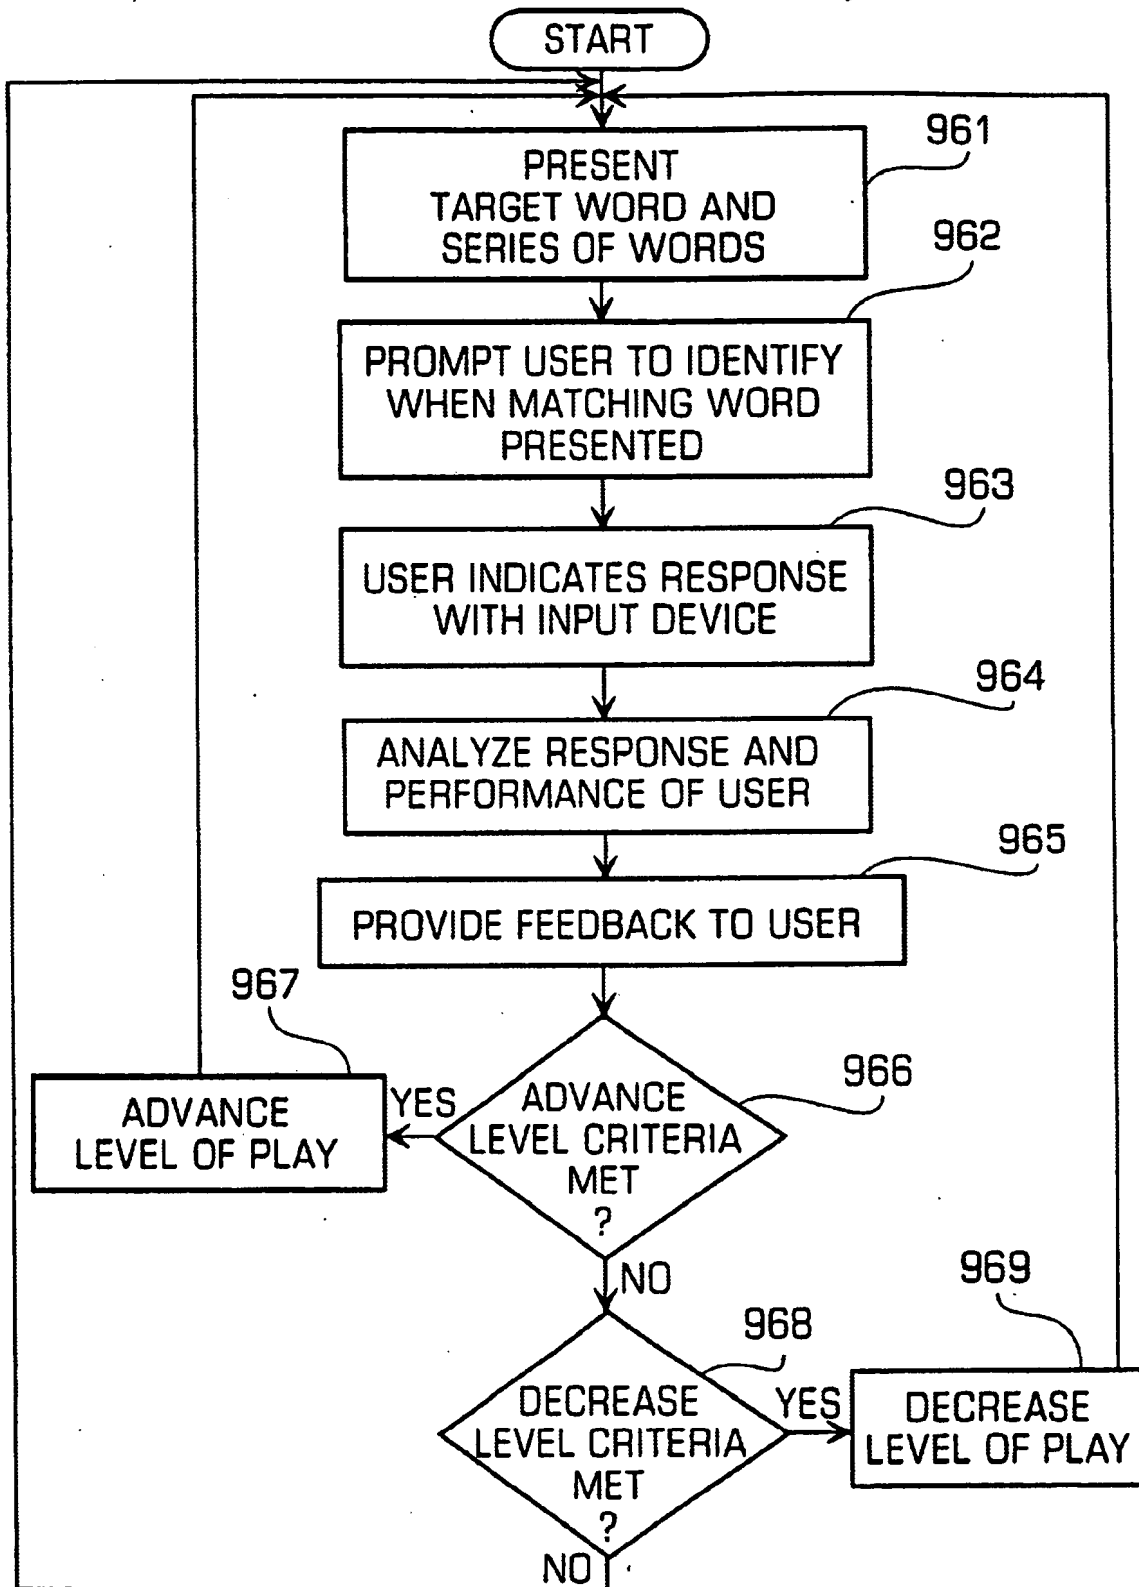 START
961
PRESENT
TARGET WORD AND
SERIES OF WORDS
962
PROMPT USER TO IDENTIFY
WHEN MATCHING WORD
PRESENTED
963
USER INDICATES RESPONSE
WITH INPUT DEVICE
964
ANALYZE RESPONSE AND
PERFORMANCE OF USER
965
PROVIDE FEEDBACK TO USER
967
ADVANCE
LEVEL OF PLAY
YES
966
ADVANCE
LEVEL CRITERIA
MET
?
NO
968
DECREASE
LEVEL CRITERIA
MET
?
YES
969
DECREASE
LEVEL OF PLAY
NO